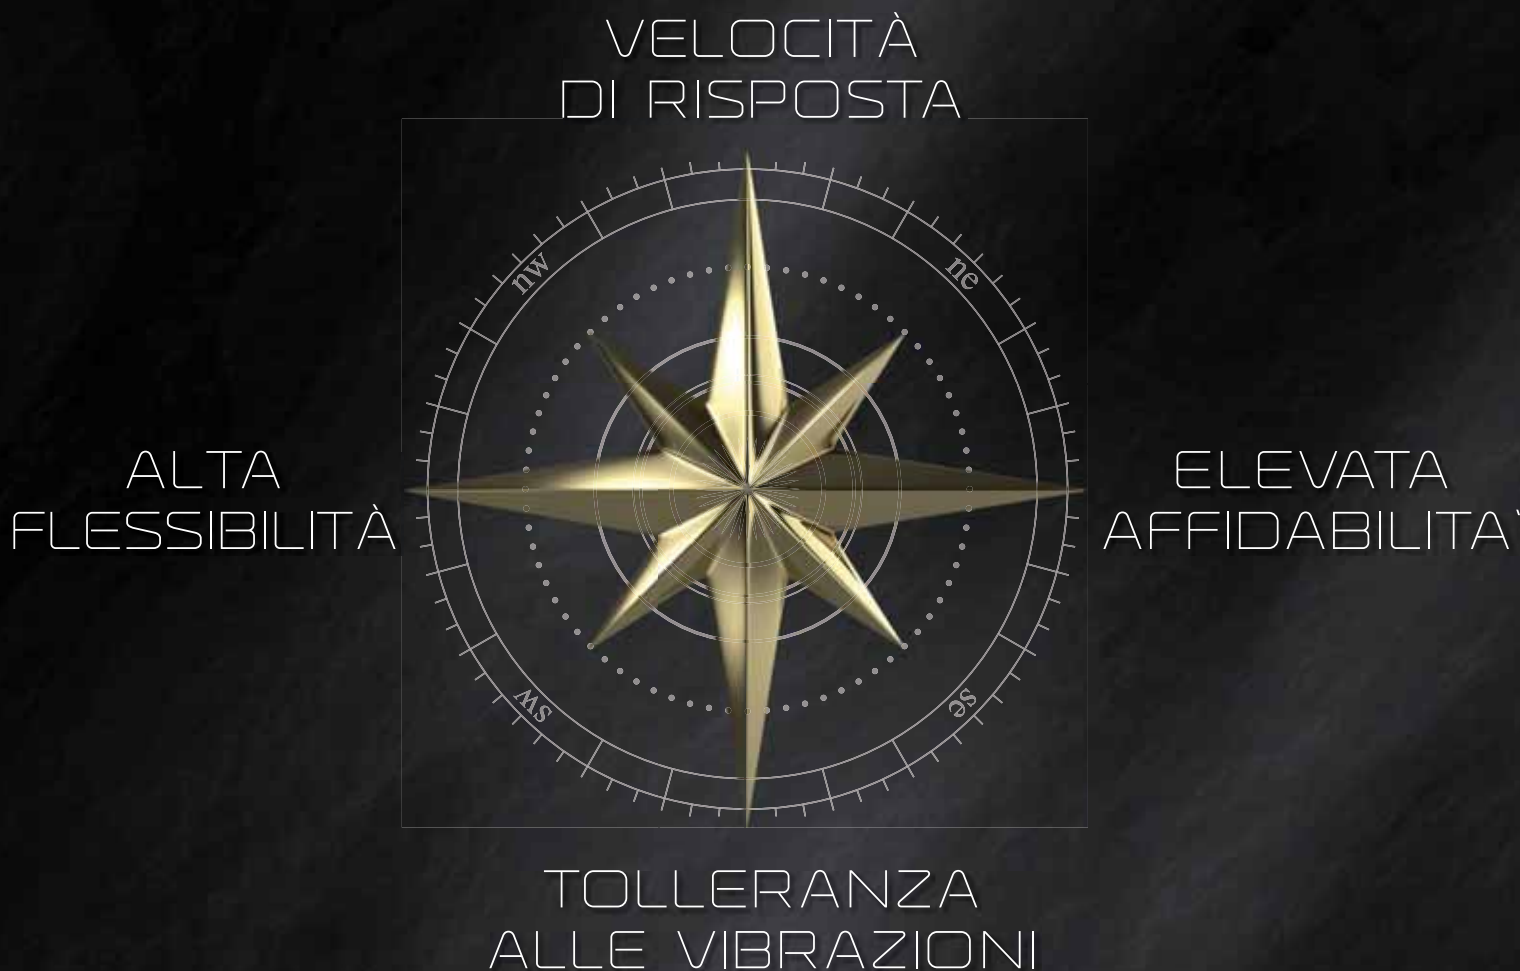 VELOCITÀ
DI RISPOSTA
nw
ne
ALTA
FLESSIBILITÀ
ELEVATA
AFFIDABILITA'
sw
se
TOLLERANZA
ALLE VIBRAZIONI